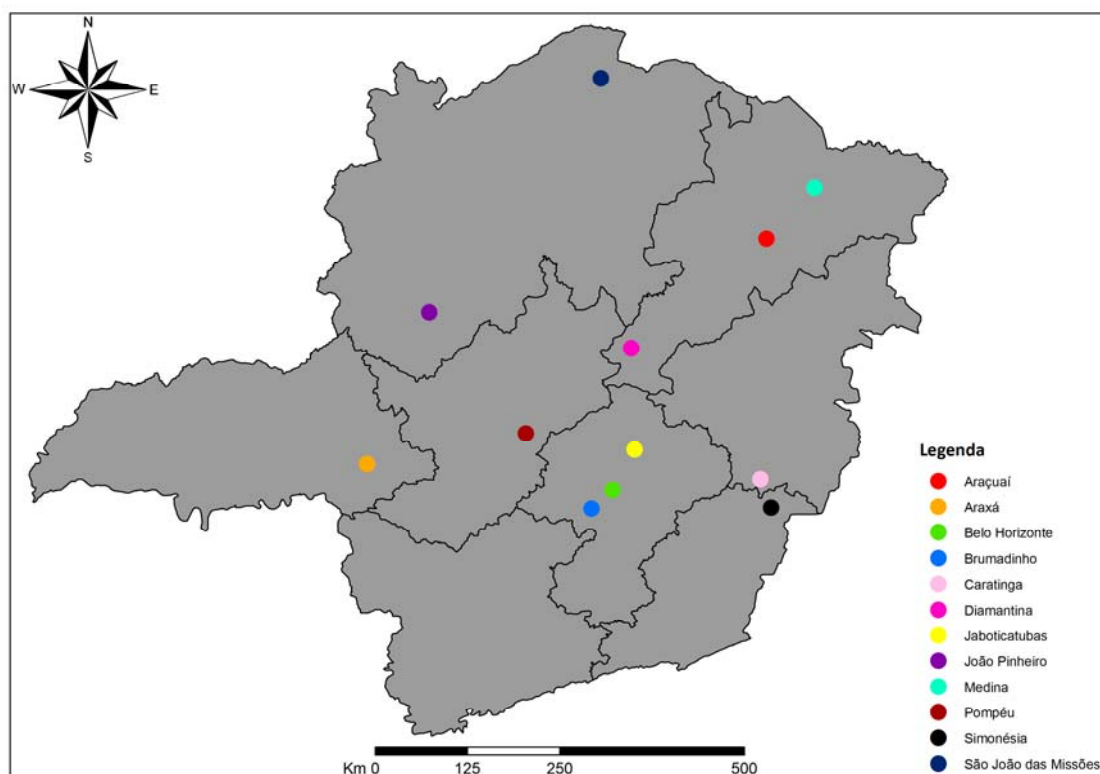 N
W E
S
Legenda
Araçuaí
Araxá
Belo Horizonte
Brumadinho
Caratinga
Diamantina
Jaboticatubas
João Pinheiro
Medina
Pompéu
Simonésia
São João das Missões
Km 0 125 250 500